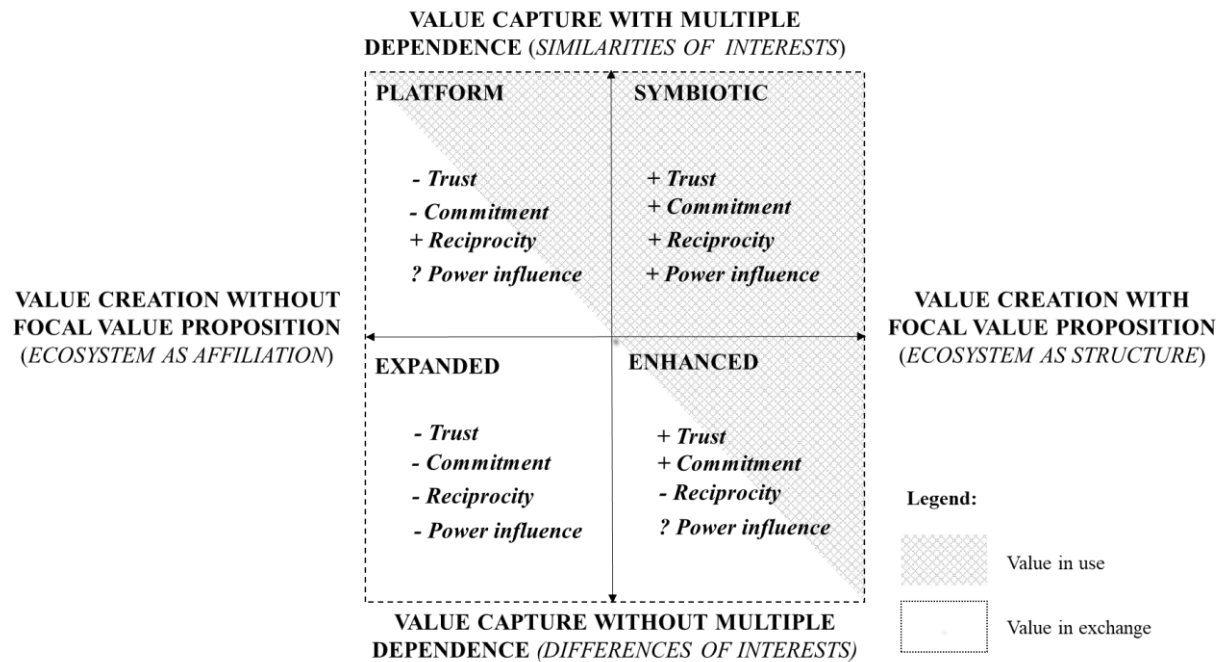 VALUE CAPTURE WITH MULTIPLE
DEPENDENCE (SIMILARITIES OF INTERESTS)
PLATFORM
- Trust
- Commitment
+ Reciprocity
? Power influence
SYMBIOTIC
+ Trust
+ Commitment
+ Reciprocity
+ Power influence
VALUE CREATION WITHOUT
FOCAL VALUE PROPOSITION
(ECOSYSTEM AS AFFILIATION)
VALUE CREATION WITH
FOCAL VALUE PROPOSITION
(ECOSYSTEM AS STRUCTURE)
EXPANDED
- Trust
- Commitment
- Reciprocity
- Power influence
ENHANCED
+ Trust
+ Commitment
- Reciprocity
? Power influence
Legend:
Value in use
Value in exchange
VALUE CAPTURE WITHOUT MULTIPLE
DEPENDENCE (DIFFERENCES OF INTERESTS)